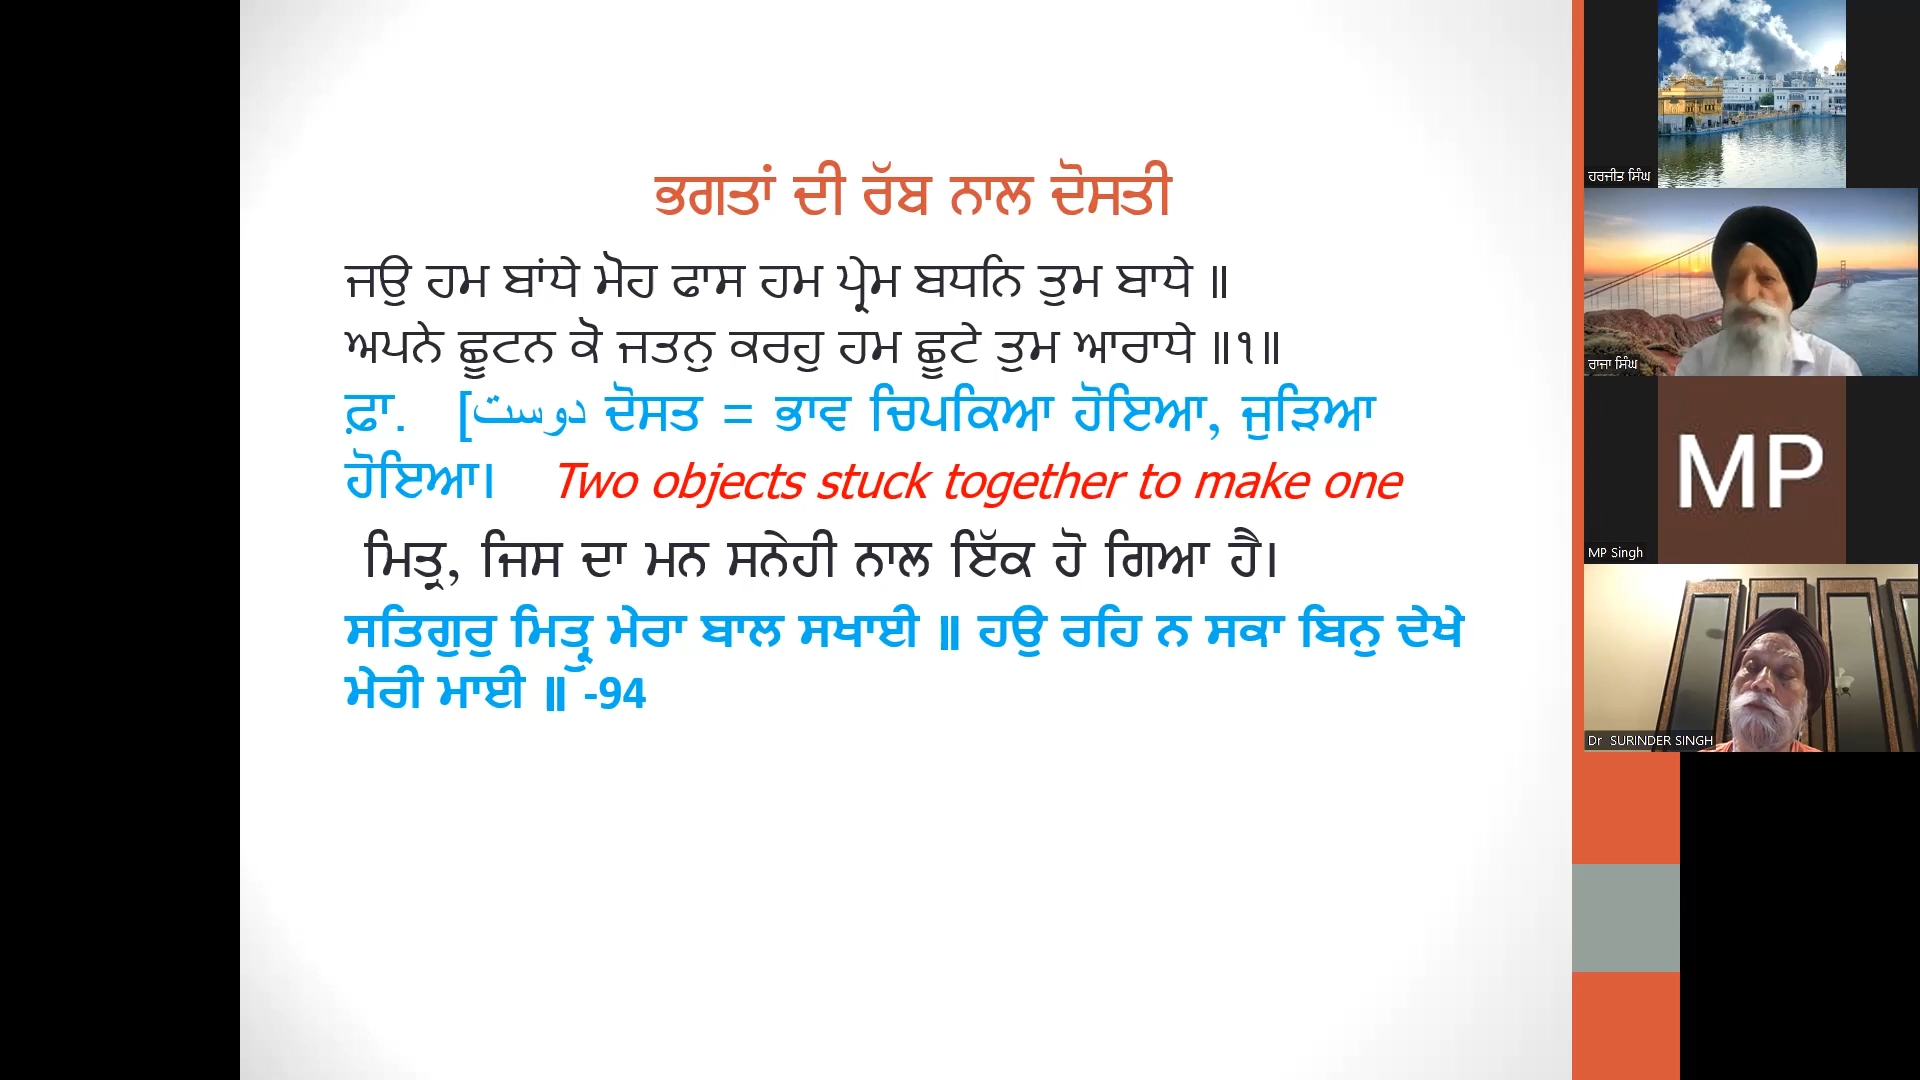 ਭਗਤਾਂ ਦੀ ਰੱਬ ਨਾਲ ਦੋਸਤੀ
ਜਉ ਹਮ ਬਾਂਧੇ ਮੋਹ ਫਾਸ ਹਮ ਪ੍ਰੇਮ ਬਧਨਿ ਤੁਮ ਬਾਧੇ ॥
ਅਪਨੇ ਛੂਟਨ ਕੋ ਜਤਨੁ ਕਰਹੁ ਹਮ ਛੂਟੇ ਤੁਮ ਆਰਾਧੇ ॥੧॥
ਫ਼ਾ. [دوست ਦੋਸਤ = ਭਾਵ ਚਿਪਕਿਆ ਹੋਇਆ, ਜੁੜਿਆ
ਹੋਇਆ। Two objects stuck together to make one
ਮਿਤ੍ਰ, ਜਿਸ ਦਾ ਮਨ ਸਨੇਹੀ ਨਾਲ ਇੱਕ ਹੋ ਗਿਆ ਹੈ।
ਸਤਿਗੁਰੁ ਮਿਤ੍ਰੁ ਮੇਰਾ ਬਾਲ ਸਖਾਈ ॥ ਹਉ ਰਹਿ ਨ ਸਕਾ ਬਿਨੁ ਦੇਖੇ
ਮੇਰੀ ਮਾਈ ॥ -94
ਹਰਜੀਤ ਸਿੰਘ
ਰਾਜਾ ਸਿੰਘ
MP
MP Singh
Dr SURINDER SINGH